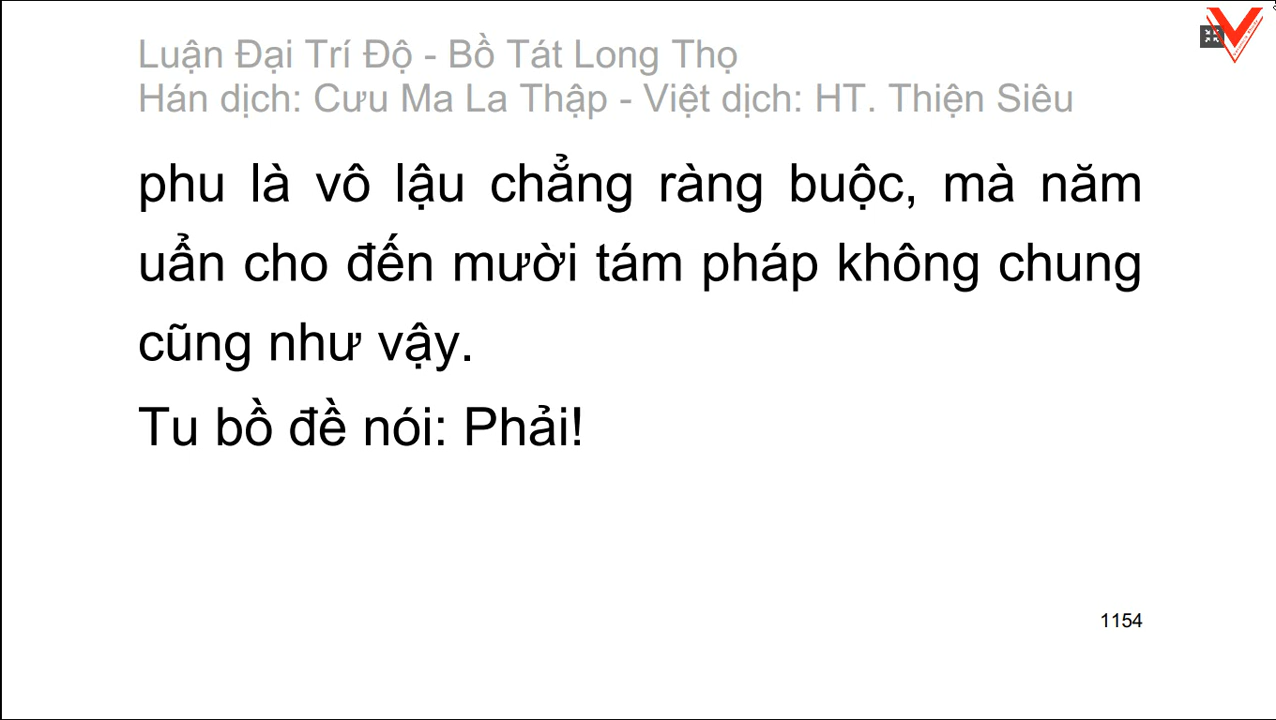 Luận Đại Trí Độ - Bồ Tát Long Thọ
Hán dịch: Cưu Ma La Thập - Việt dịch: HT. Thiện Siêu
phu là vô lậu chẳng ràng buộc, mà năm
uẩn cho đến mười tám pháp không chung
cũng như vậy.
Tu bồ đề nói: Phải!
1154